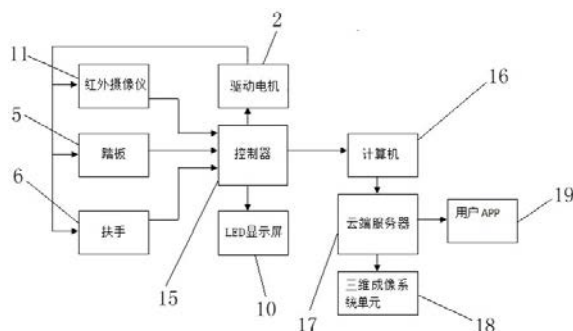 2
11
红外摄像仪
驱动电机
16
5
踏板
控制器
计算机
6
19
扶手
LED显示屏
云端服务器
用户APP
15
10
17
三维成像系
统单元
18